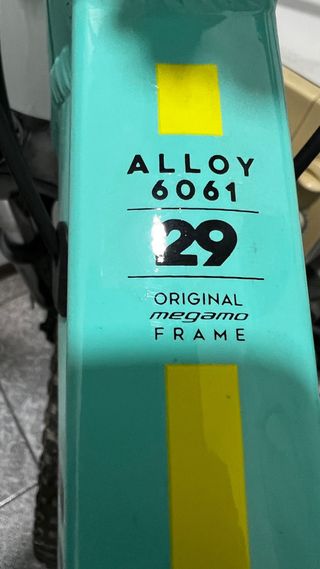 ALLOY
6061
29
ORIGINAL
megamo
FRAME